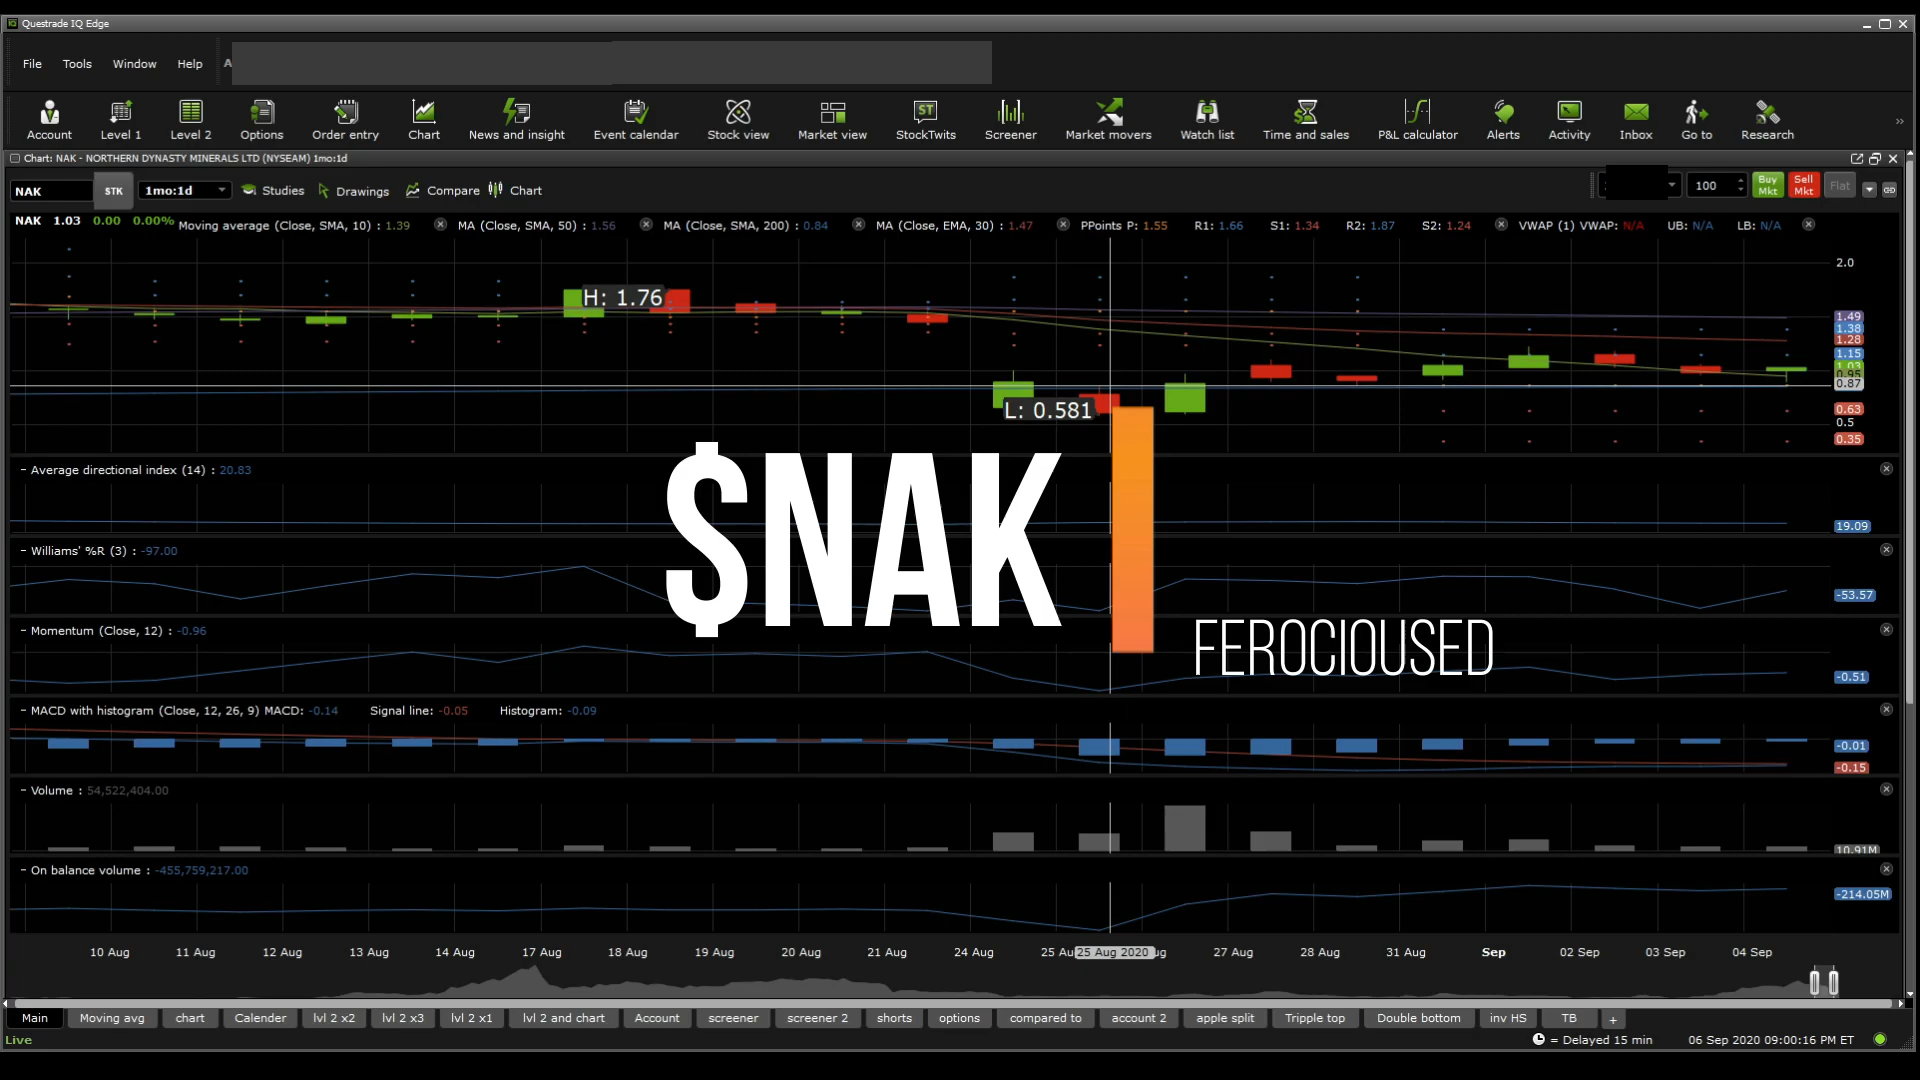 Questrade IQ Edge
File Tools Window Help A
Account Level 1 Level 2 Options Order entry Chart News and insight Event calendar Stock view Market view StockTwits Screener Market movers Watch list Time and sales P&L calculator Alerts Activity Inbox Go to Research
Chart: NAK - NORTHERN DYNASTY MINERALS LTD (NYSEAM) 1mo:1d
NAK STK 1mo:1d Studies Drawings Compare Chart 100 Buy Mkt Sell Mkt Flat
NAK 1.03 0.00 0.00% Moving average (Close, SMA, 10) : 1.39 MA (Close, SMA, 50) : 1.56 MA (Close, SMA, 200) : 0.84 MA (Close, EMA, 30) : 1.47 PPoints P: 1.55 R1: 1.66 S1: 1.34 R2: 1.87 S2: 1.24 VWAP (1) VWAP: N/A UB: N/A LB: N/A
2.0
H: 1.76
1.49
1.38
1.28
1.15
1.03
0.95
0.87
L: 0.581
0.63
0.5
0.35
$NAK
FEROCIOUSED
- Average directional index (14) : 20.83
19.09
- Williams' %R (3) : -97.00
-53.57
- Momentum (Close, 12) : -0.96
-0.51
- MACD with histogram (Close, 12, 26, 9) MACD: -0.14 Signal line: -0.05 Histogram: -0.09
-0.01
-0.15
- Volume : 54,522,404.00
10.91M
- On balance volume : -455,759,217.00
-214.05M
10 Aug 11 Aug 12 Aug 13 Aug 14 Aug 17 Aug 18 Aug 19 Aug 20 Aug 21 Aug 24 Aug 25 Au 25 Aug 2020 ug 27 Aug 28 Aug 31 Aug Sep 02 Sep 03 Sep 04 Sep
Main Moving avg chart Calender lvl 2 x2 lvl 2 x3 lvl 2 x1 lvl 2 and chart Account screener screener 2 shorts options compared to account 2 apple split Tripple top Double bottom inv HS TB +
Live = Delayed 15 min 06 Sep 2020 09:00:16 PM ET